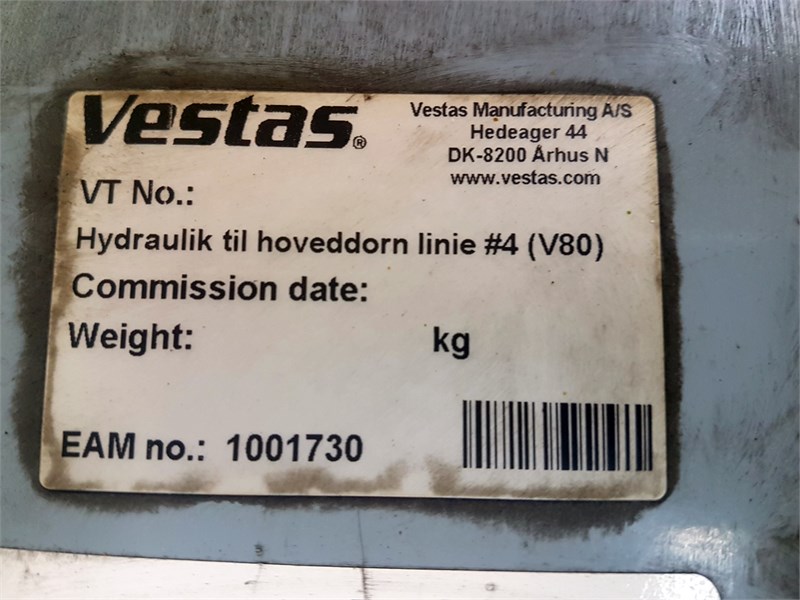 Vestas®
Vestas Manufacturing A/S
Hedeager 44
DK-8200 Århus N
www.vestas.com
VT No.:
Hydraulik til hoveddorn linie #4 (V80)
Commission date:
Weight: kg
EAM no.: 1001730